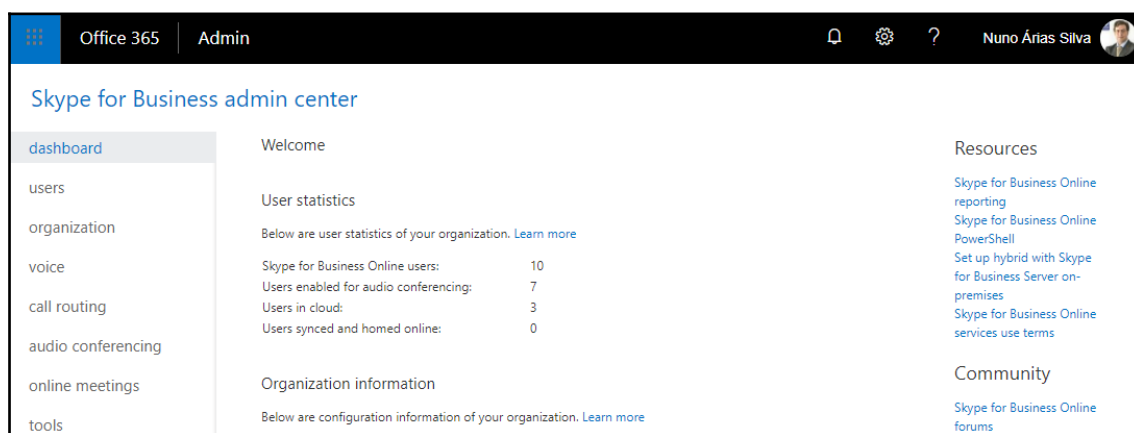 Office 365
Admin
?
Nuno Árias Silva
Skype for Business admin center
dashboard
users
organization
voice
call routing
audio conferencing
online meetings
tools
Welcome
User statistics
Below are user statistics of your organization. Learn more
Skype for Business Online users: 10
Users enabled for audio conferencing: 7
Users in cloud: 3
Users synced and homed online: 0
Organization information
Below are configuration information of your organization. Learn more
Resources
Skype for Business Online
reporting
Skype for Business Online
PowerShell
Set up hybrid with Skype
for Business Server on-
premises
Skype for Business Online
services use terms
Community
Skype for Business Online
forums